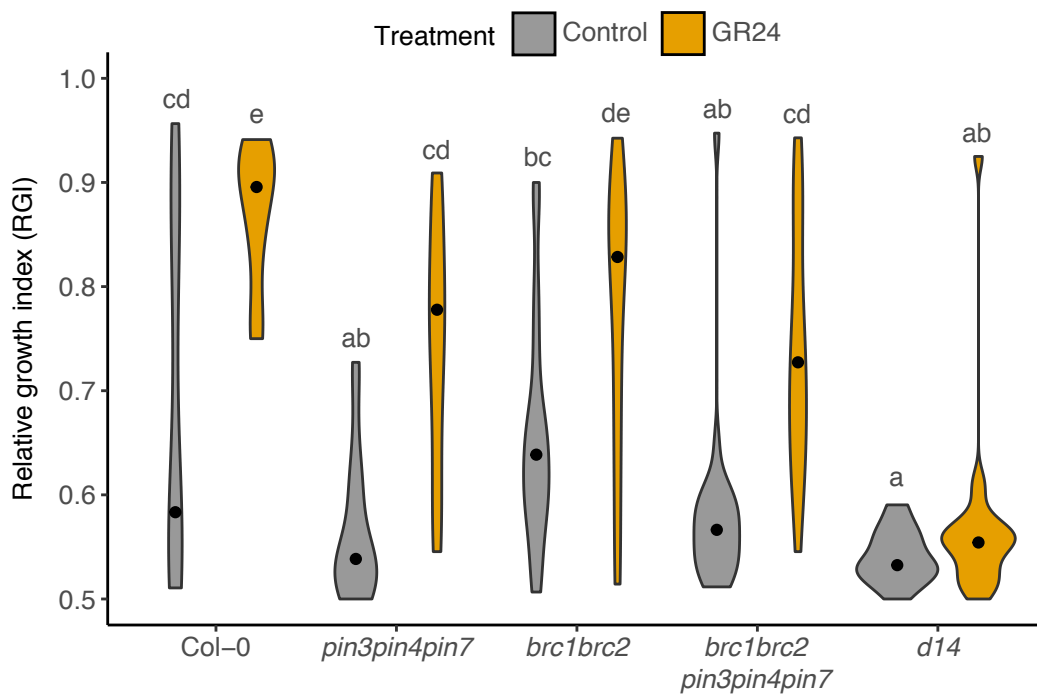 Treatment Control GR24
Relative growth index (RGI)
1.0
0.9
0.8
0.7
0.6
0.5
cd
e
ab
cd
bc
de
ab
cd
a
ab
Col−0
pin3pin4pin7
brc1brc2
brc1brc2
pin3pin4pin7
d14